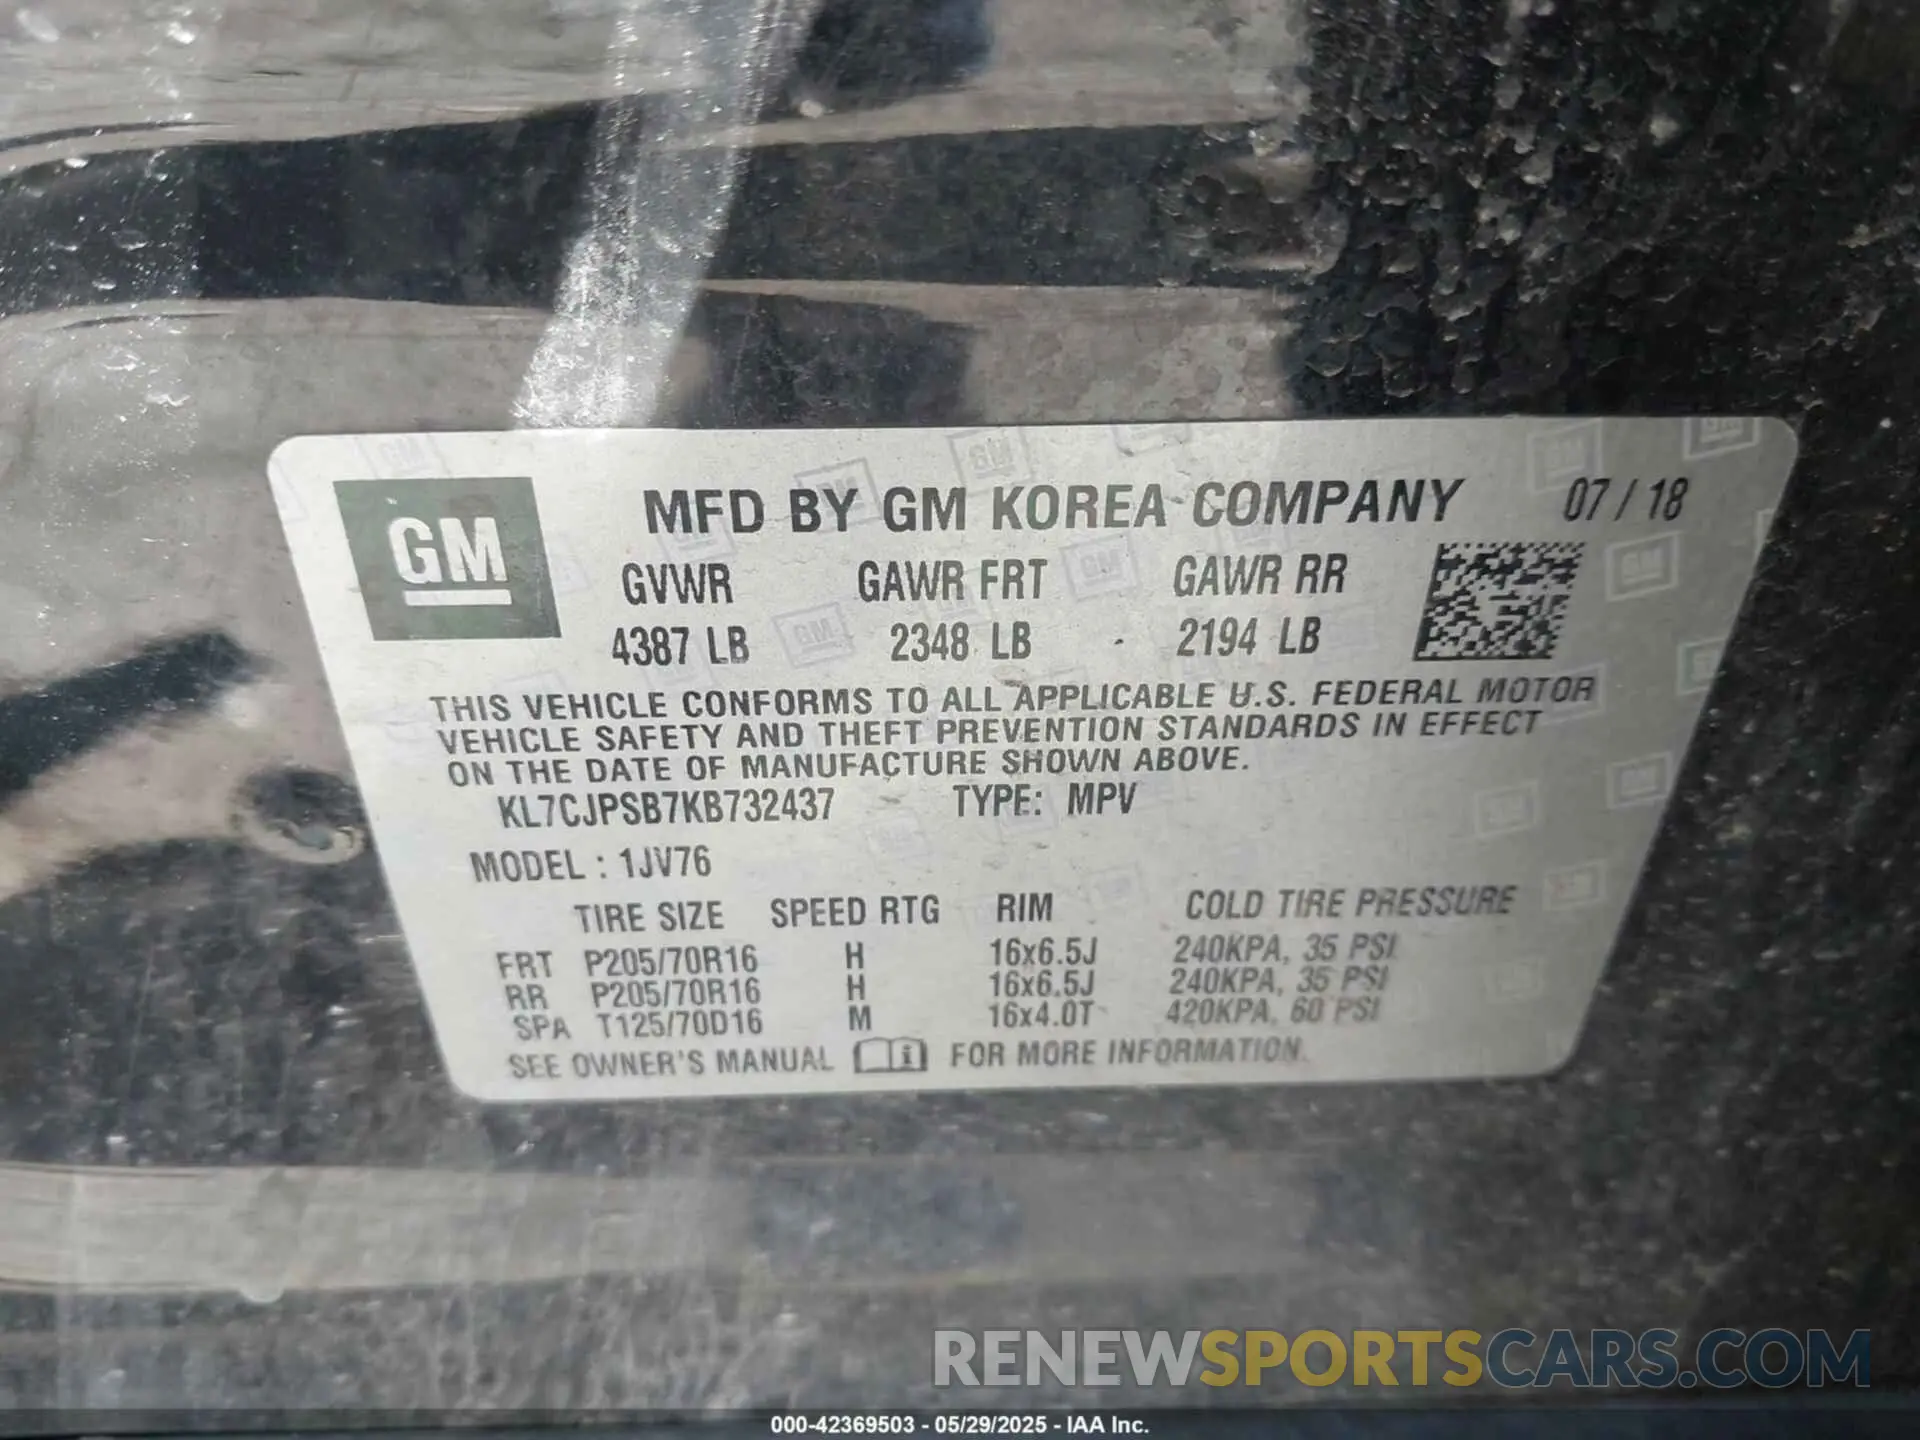 GM
MFD BY GM KOREA COMPANY 07 / 18
GVWR GAWR FRT GAWR RR
4387 LB 2348 LB 2194 LB
THIS VEHICLE CONFORMS TO ALL APPLICABLE U.S. FEDERAL MOTOR
VEHICLE SAFETY AND THEFT PREVENTION STANDARDS IN EFFECT
ON THE DATE OF MANUFACTURE SHOWN ABOVE.
KL7CJPSB7KB732437 TYPE: MPV
MODEL : 1JV76
TIRE SIZE SPEED RTG RIM COLD TIRE PRESSURE
FRT P205/70R16 H 16x6.5J 240KPA, 35 PSI
RR P205/70R16 H 16x6.5J 240KPA, 35 PSI
SPA T125/70D16 M 16x4.0T 420KPA, 60 PSI
SEE OWNER'S MANUAL FOR MORE INFORMATION.
RENEWSPORTSCARS.COM
000-42369503 - 05/29/2025 - IAA Inc.